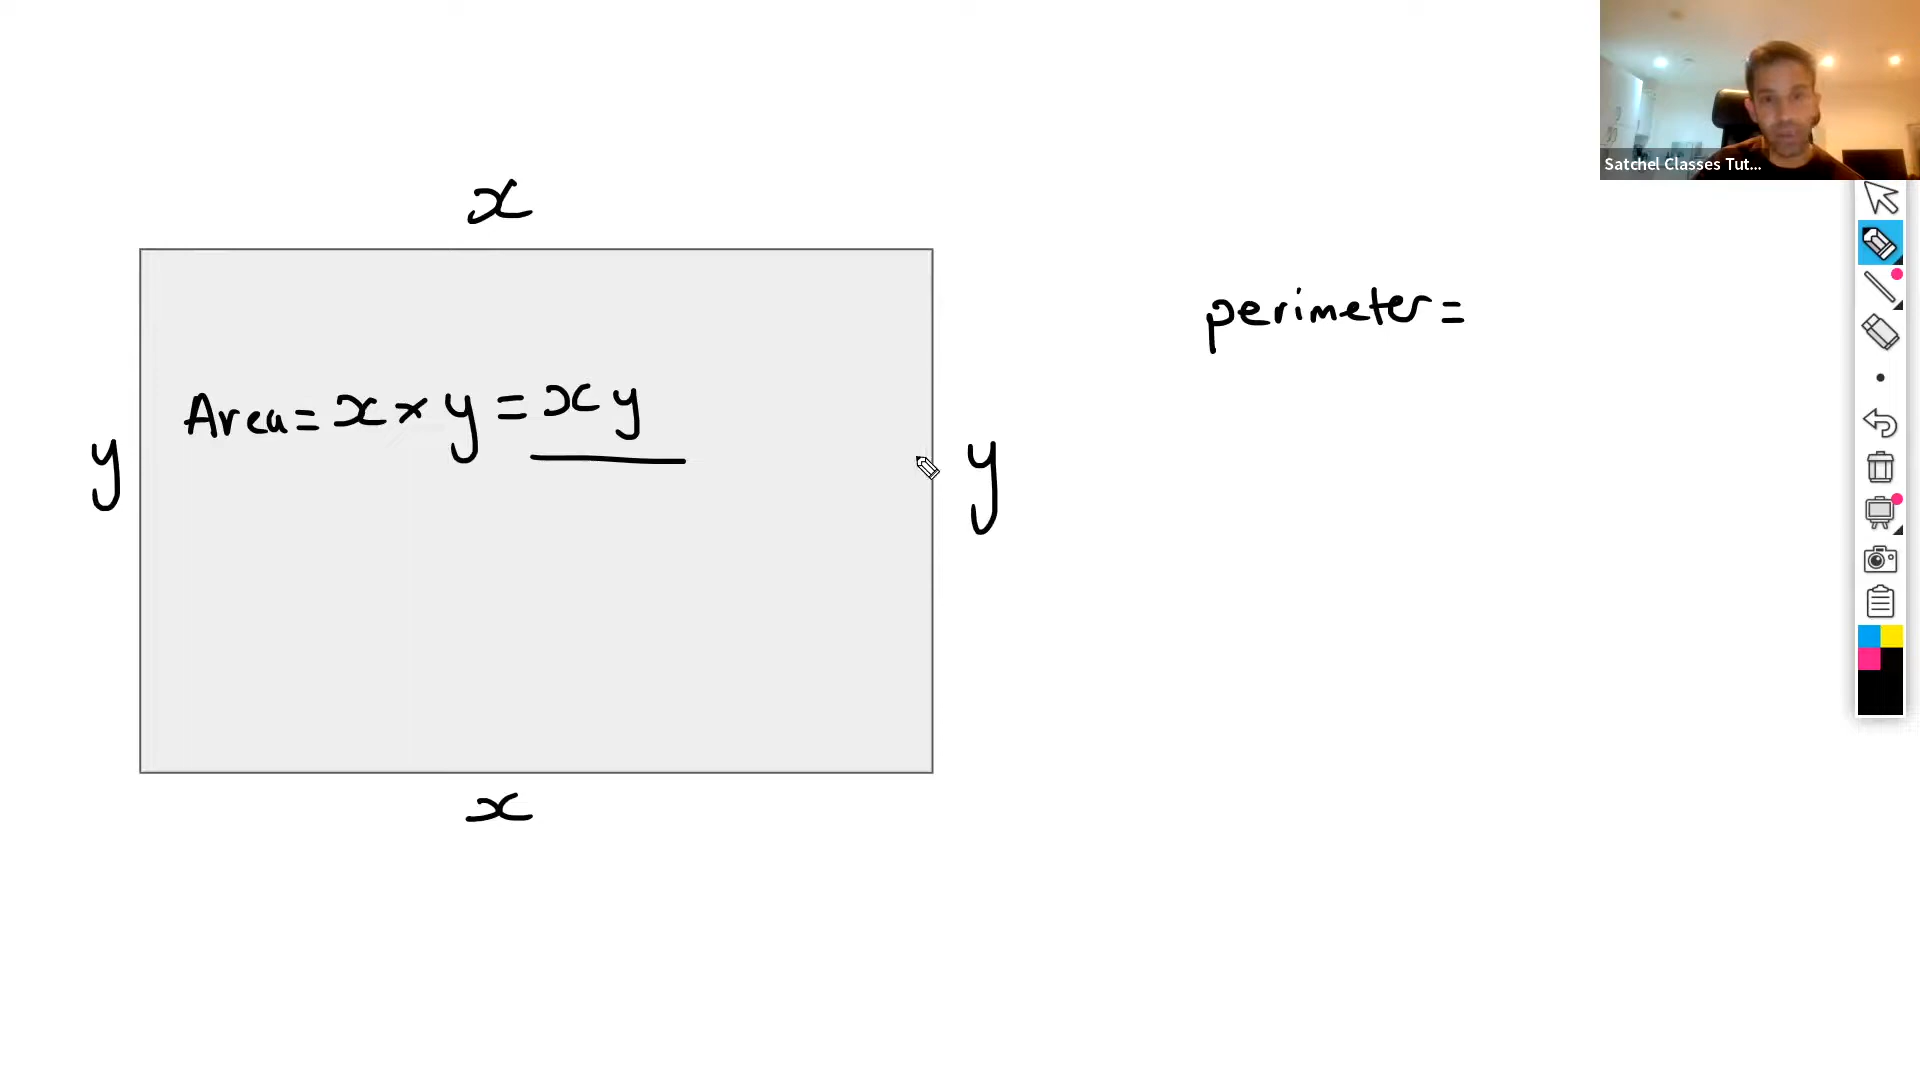 Satchel Classes Tut...
x
perimeter =
Area = x × y = xy
y
y
x